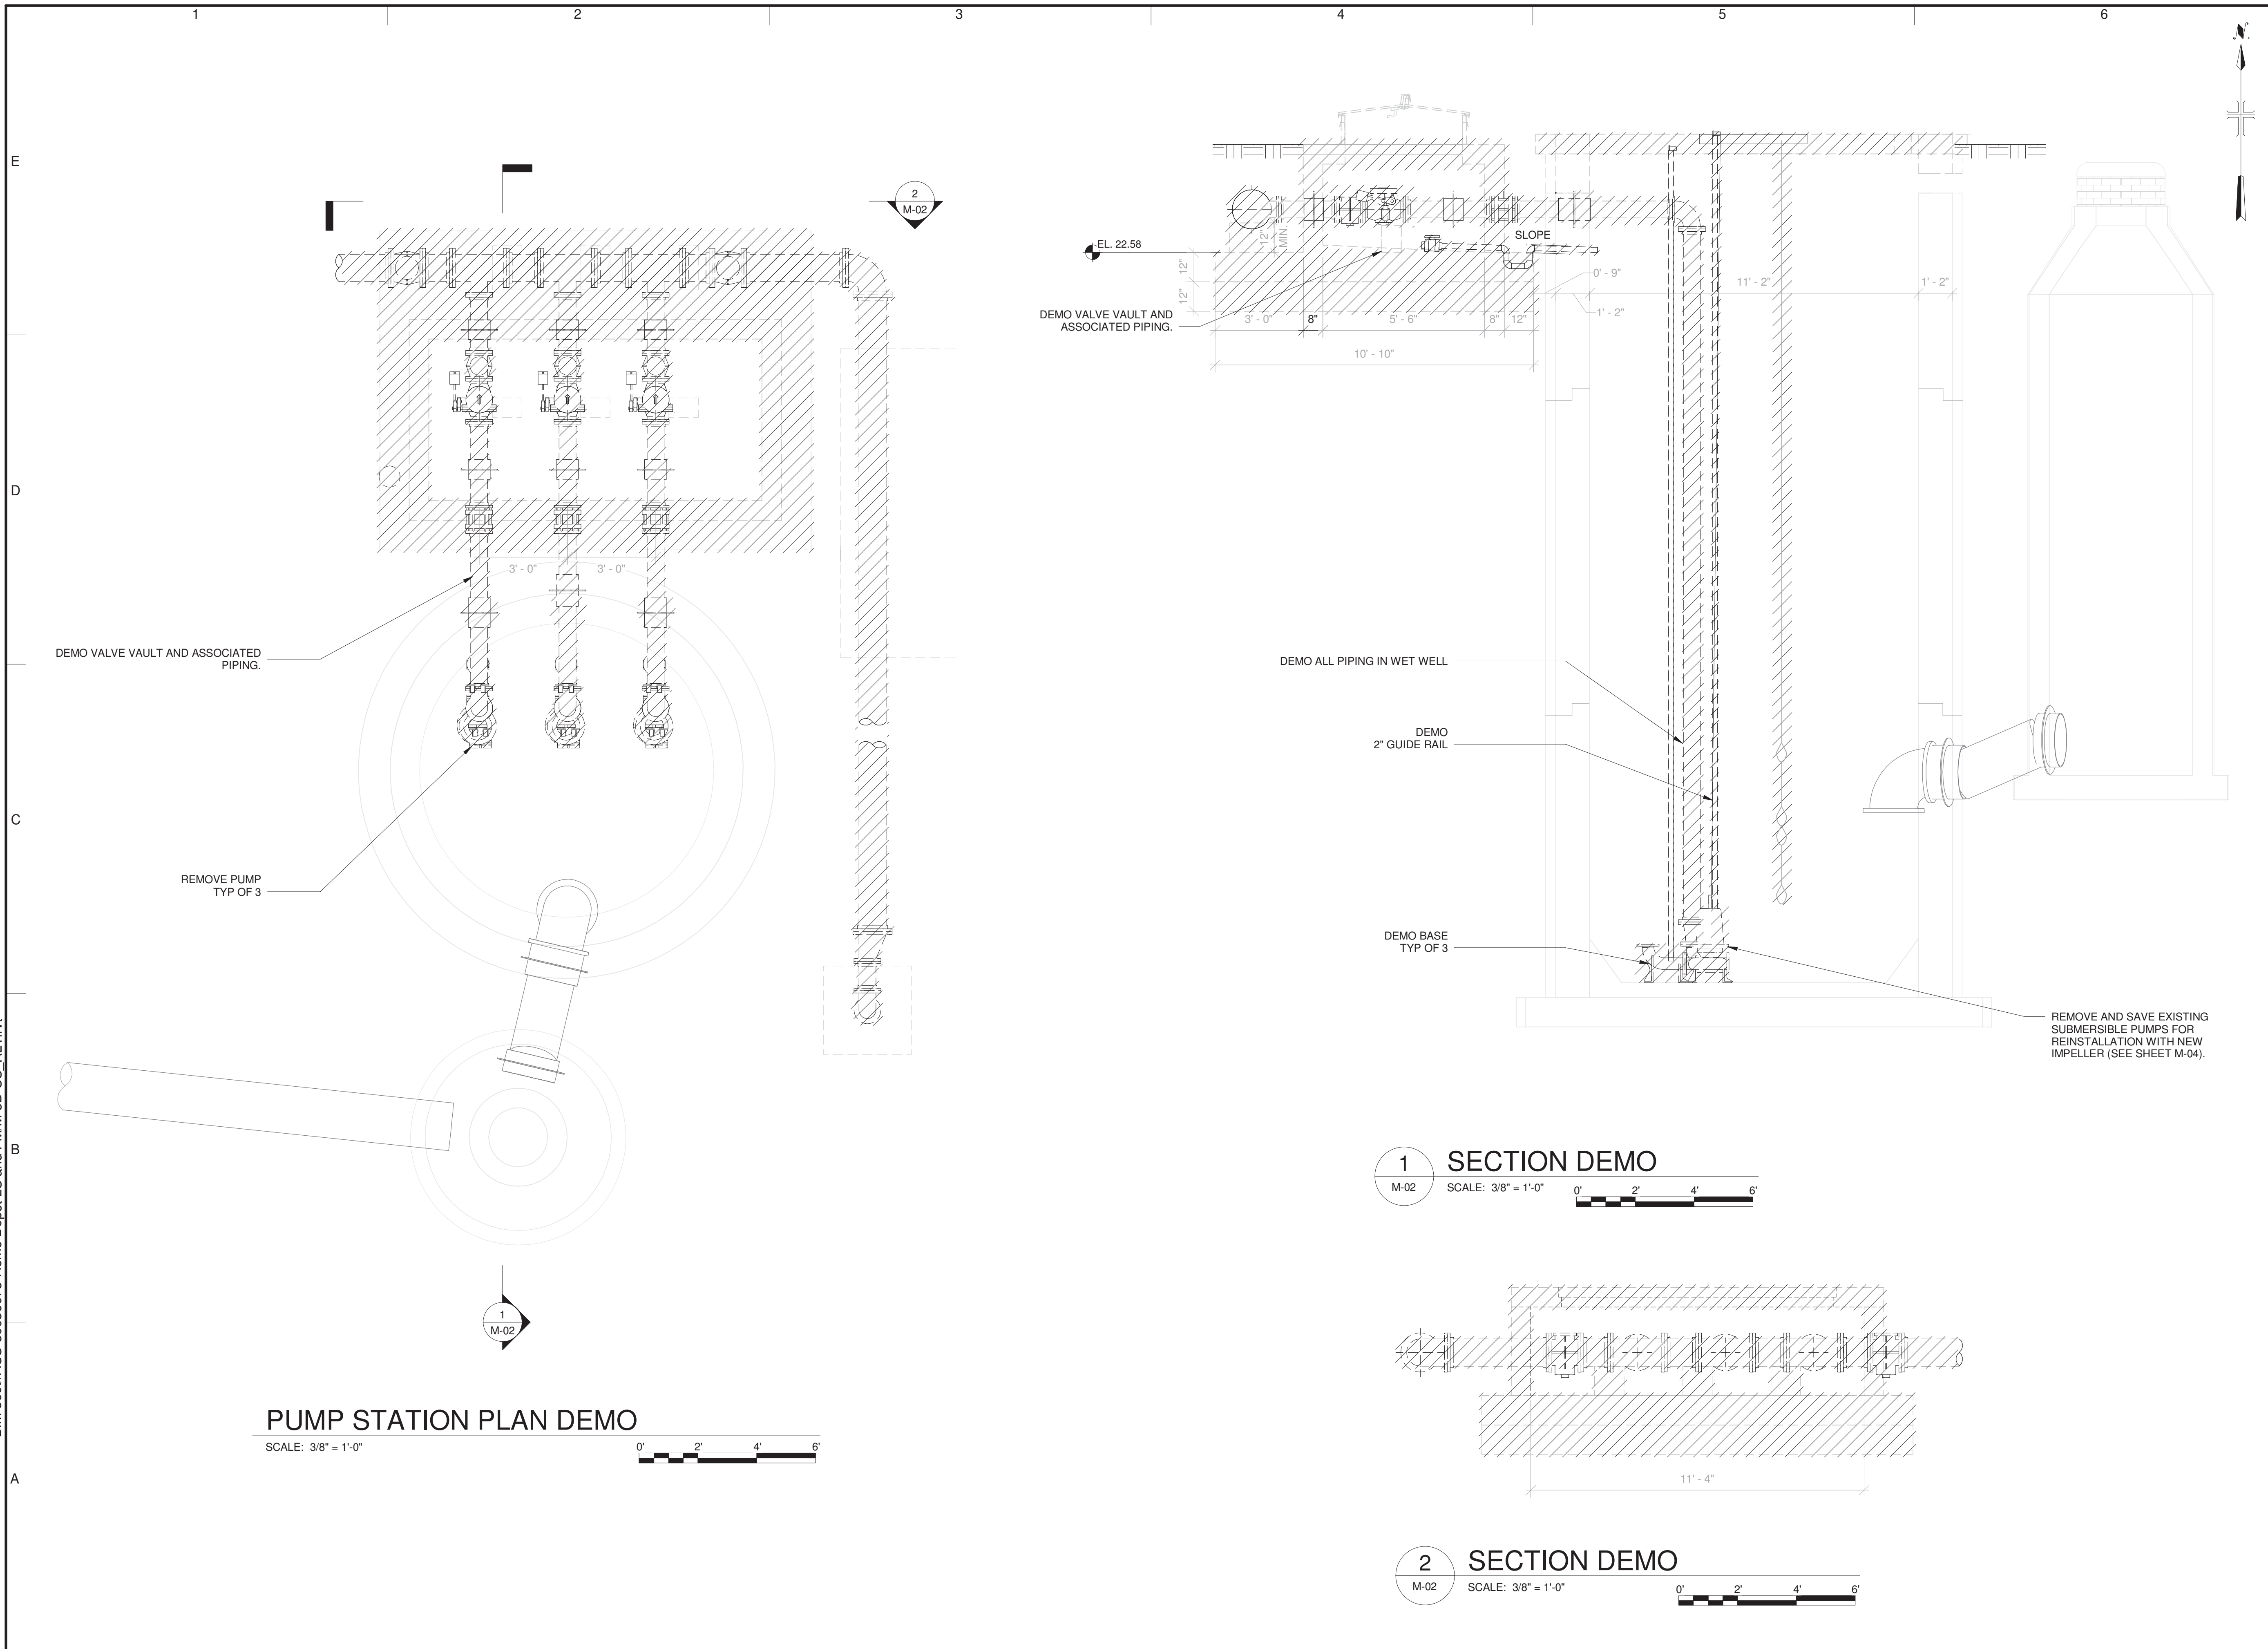 1
2
3
4
5
6
N
E
D
C
B
A
2
M-02
3' - 0"
3' - 0"
DEMO VALVE VAULT AND ASSOCIATED
PIPING.
REMOVE PUMP
TYP OF 3
1
M-02
PUMP STATION PLAN DEMO
SCALE: 3/8" = 1'-0"
0'
2'
4'
6'
EL. 22.58
12"
MIN.
SLOPE
12"
12"
0' - 9"
11' - 2"
1' - 2"
1' - 2"
DEMO VALVE VAULT AND
ASSOCIATED PIPING.
3' - 0"
8"
5' - 6"
8"
12"
10' - 10"
DEMO ALL PIPING IN WET WELL
DEMO
2" GUIDE RAIL
DEMO BASE
TYP OF 3
REMOVE AND SAVE EXISTING
SUBMERSIBLE PUMPS FOR
REINSTALLATION WITH NEW
IMPELLER (SEE SHEET M-04).
1
M-02
SECTION DEMO
SCALE: 3/8" = 1'-0"
0'
2'
4'
6'
11' - 4"
2
M-02
SECTION DEMO
SCALE: 3/8" = 1'-0"
0'
2'
4'
6'